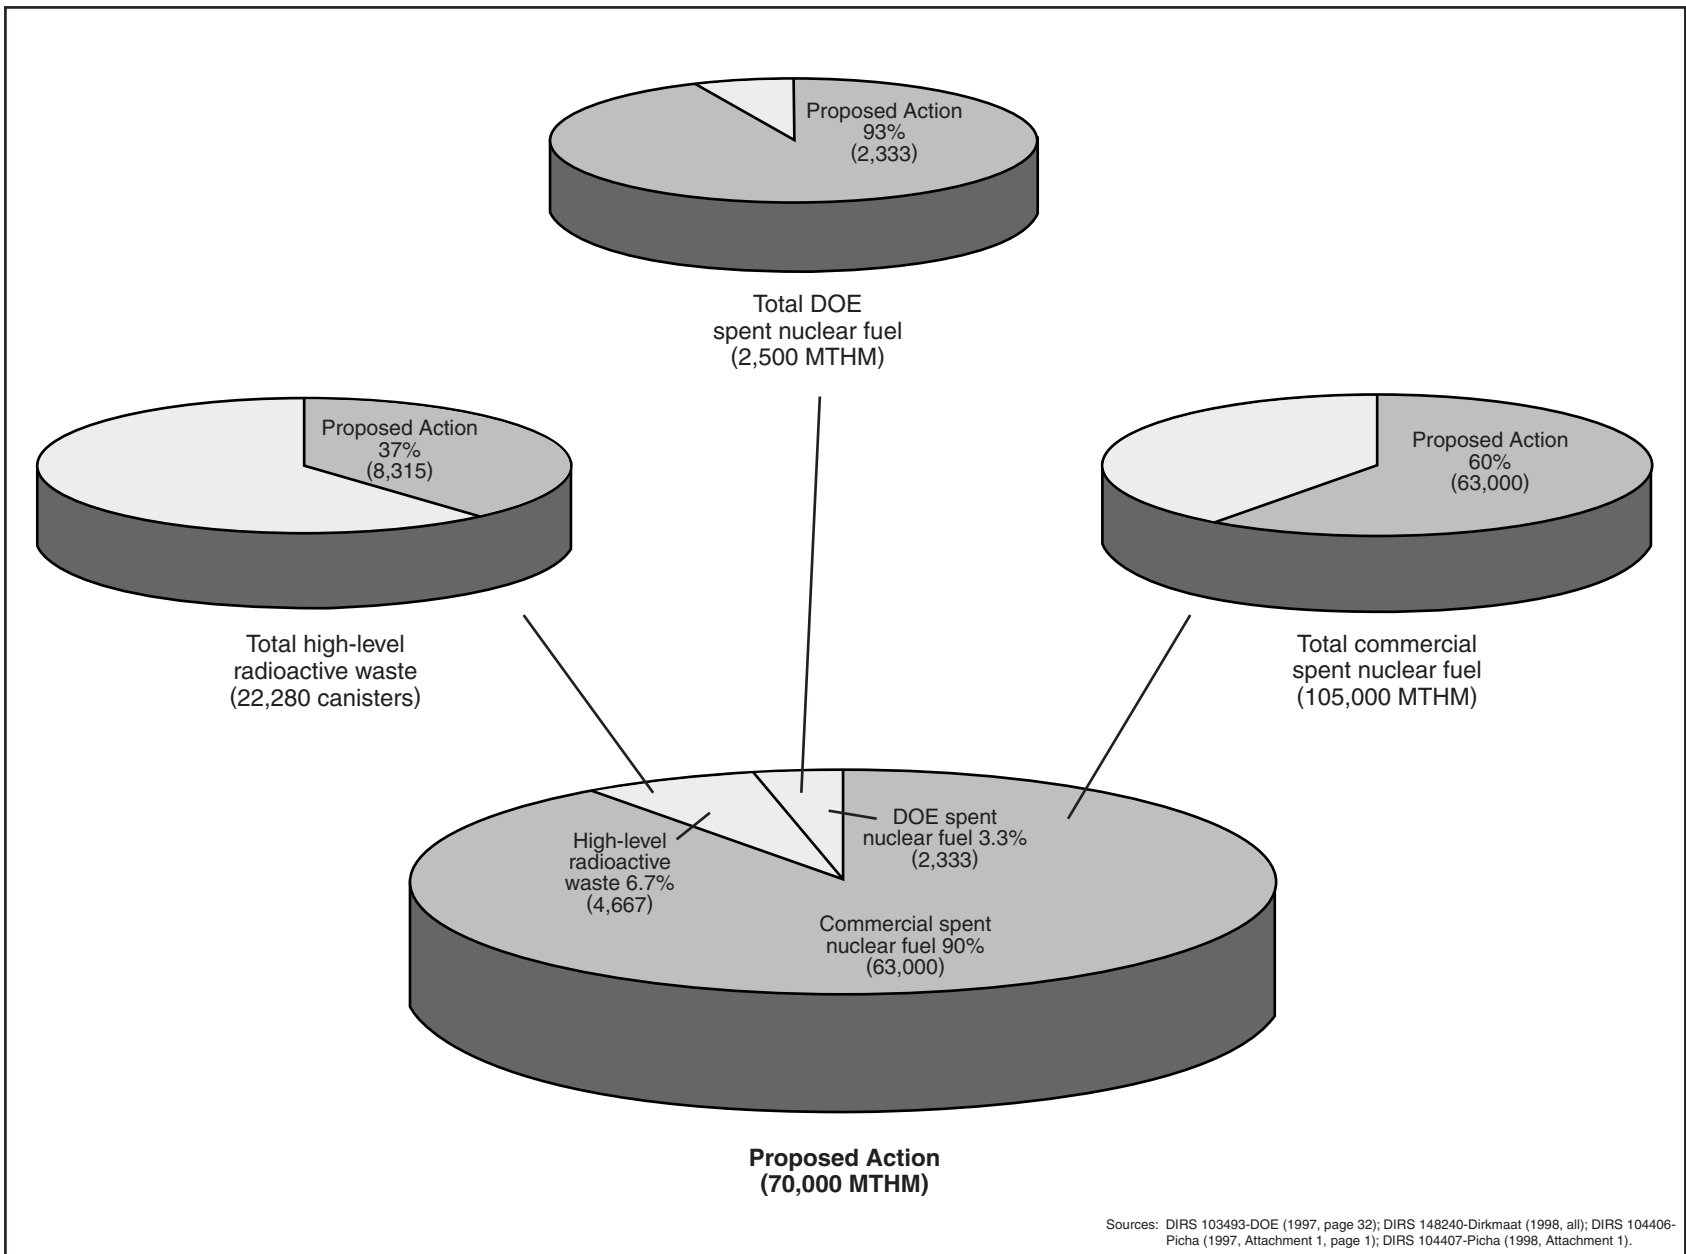 Proposed Action
93%
(2,333)
Total DOE
spent nuclear fuel
(2,500 MTHM)
Proposed Action
37%
(8,315)
Total high-level
radioactive waste
(22,280 canisters)
Proposed Action
60%
(63,000)
Total commercial
spent nuclear fuel
(105,000 MTHM)
High-level
radioactive
waste 6.7%
(4,667)
DOE spent
nuclear fuel 3.3%
(2,333)
Commercial spent
nuclear fuel 90%
(63,000)
Proposed Action
(70,000 MTHM)
Sources: DIRS 103493-DOE (1997, page 32); DIRS 148240-Dirkmaat (1998, all); DIRS 104406-
Picha (1997, Attachment 1, page 1); DIRS 104407-Picha (1998, Attachment 1).